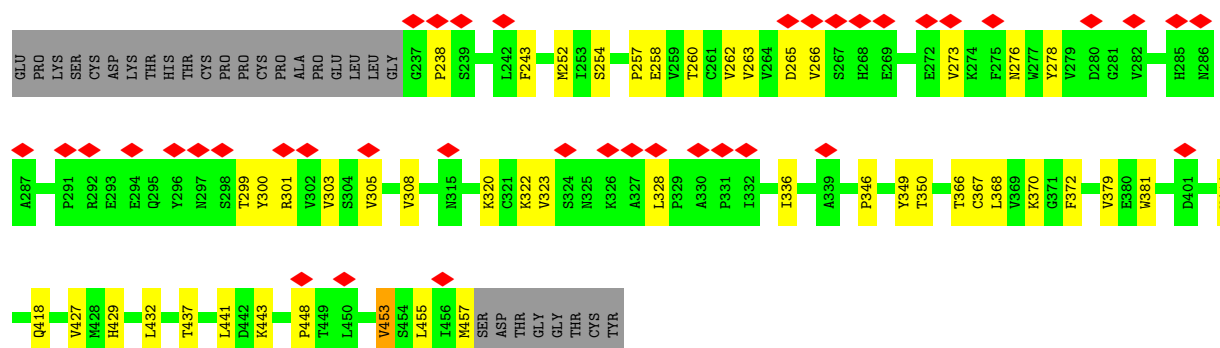 GLU PRO LYS SER CYS ASP LYS THR HIS THR CYS PRO PRO CYS PRO ALA PRO GLU LEU LEU GLY G237 P238 S239 L242 F243 M252 I253 S254 P257 E258 V259 T260 C261 V262 V263 V264 D265 V266 S267 H268 E269 E272 V273 K274 F275 N276 W277 Y278 V279 D280 G281 V282 H285 N286
A287 P291 R292 E293 E294 Q295 Y296 N297 S298 T299 Y300 R301 V302 V303 S304 V305 V308 N315 K320 C321 K322 V323 S324 N325 K326 A327 L328 P329 A330 P331 I332 I336 A339 P346 Y349 T350 T366 C367 L368 V369 K370 G371 F372 V379 E380 W381 D401
Q418 V427 M428 H429 L432 T437 L441 D442 K443 P448 T449 L450 V453 S454 L455 I456 M457 SER ASP THR GLY GLY THR CYS TYR